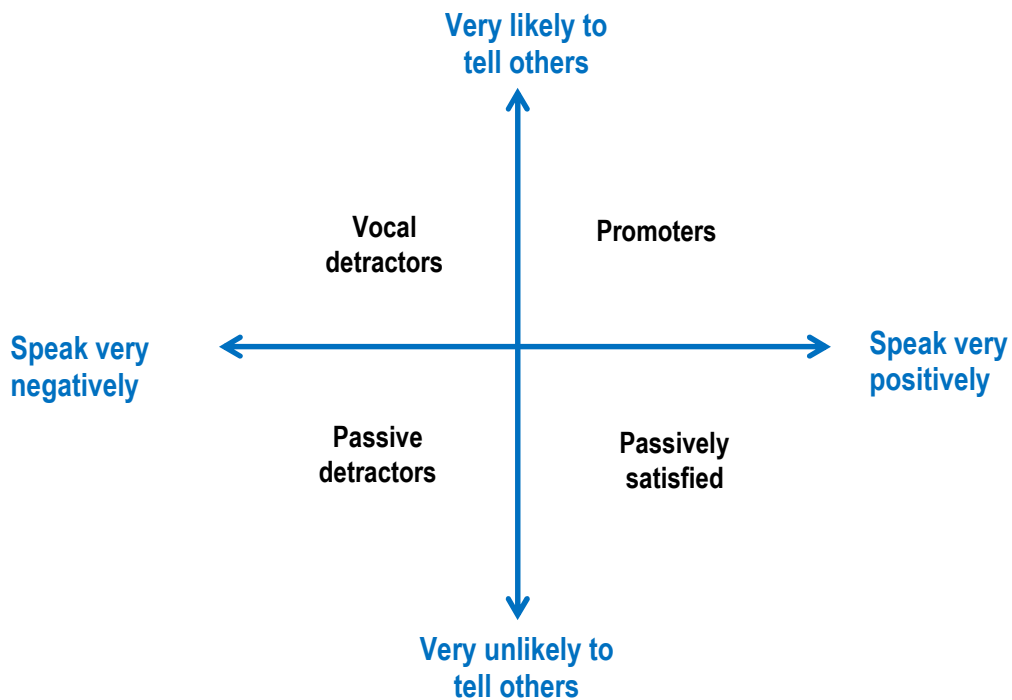 Very likely to
tell others
Vocal
detractors
Promoters
Speak very
negatively
Speak very
positively
Passive
detractors
Passively
satisfied
Very unlikely to
tell others